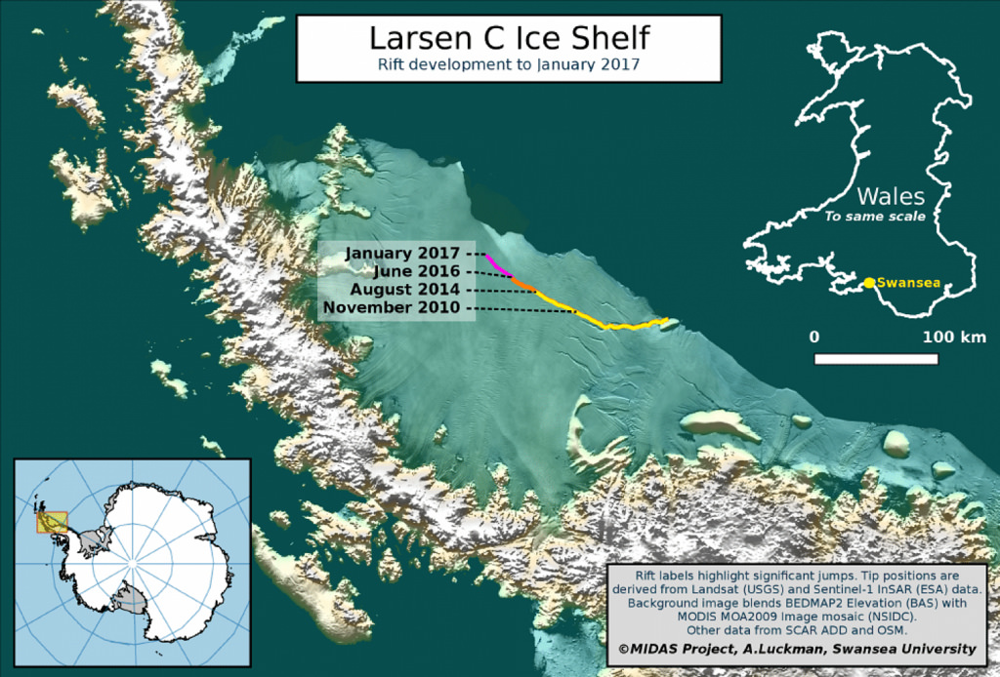 Larsen C Ice Shelf
Rift development to January 2017
Wales
To same scale
Swansea
0 100 km
January 2017
June 2016
August 2014
November 2010
Rift labels highlight significant jumps. Tip positions are
derived from Landsat (USGS) and Sentinel-1 InSAR (ESA) data.
Background image blends BEDMAP2 Elevation (BAS) with
MODIS MOA2009 Image mosaic (NSIDC).
Other data from SCAR ADD and OSM.
©MIDAS Project, A.Luckman, Swansea University